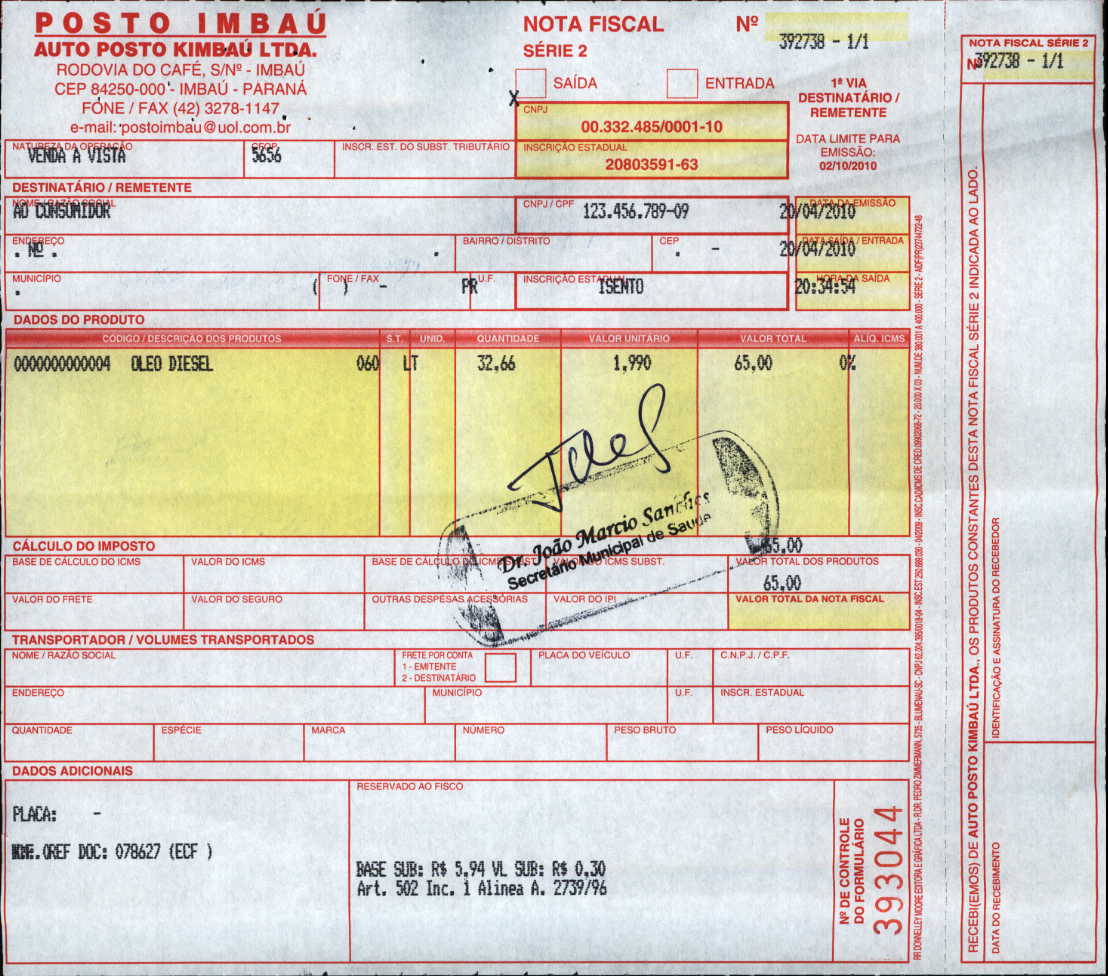 POSTO IMBAÚ
AUTO POSTO KIMBAÚ LTDA.
RODOVIA DO CAFÉ, S/Nº - IMBAÚ
CEP 84250-000 - IMBAÚ - PARANÁ
FONE / FAX (42) 3278-1147
e-mail: postoimbau@uol.com.br
NOTA FISCAL Nº 392738 - 1/1
SÉRIE 2
SAÍDA ENTRADA
X
1ª VIA
DESTINATÁRIO /
REMETENTE
DATA LIMITE PARA
EMISSÃO:
02/10/2010
CNPJ
00.332.485/0001-10
NATUREZA DA OPERAÇÃO CFOP INSCR. EST. DO SUBST. TRIBUTÁRIO INSCRIÇÃO ESTADUAL
VENDA A VISTA 5656 20803591-63
DESTINATÁRIO / REMETENTE
NOME / RAZÃO SOCIAL CNPJ / CPF DATA DA EMISSÃO
AO CONSUMIDOR 123.456.789-09 20/04/2010
ENDEREÇO BAIRRO / DISTRITO CEP DATA SAÍDA / ENTRADA
. Nº . . . - 20/04/2010
MUNICÍPIO FONE / FAX U.F. INSCRIÇÃO ESTADUAL HORA DA SAÍDA
. ( ) - PR ISENTO 20:34:54
DADOS DO PRODUTO
CÓDIGO / DESCRIÇÃO DOS PRODUTOS S.T. UNID. QUANTIDADE VALOR UNITÁRIO VALOR TOTAL ALIQ. ICMS
0000000000004 OLEO DIESEL 060 LT 32,66 1,990 65,00 0%
Dr. João Marcio Sanches
Secretário Municipal de Saúde
CÁLCULO DO IMPOSTO
65,00
BASE DE CÁLCULO DO ICMS VALOR DO ICMS BASE DE CÁLCULO DO ICMS VALOR DO ICMS SUBST. VALOR TOTAL DOS PRODUTOS
65,00
VALOR DO FRETE VALOR DO SEGURO OUTRAS DESPESAS ACESSÓRIAS VALOR DO IPI VALOR TOTAL DA NOTA FISCAL
TRANSPORTADOR / VOLUMES TRANSPORTADOS
NOME / RAZÃO SOCIAL FRETE POR CONTA PLACA DO VEÍCULO U.F. C.N.P.J. / C.P.F.
1 - EMITENTE
2 - DESTINATÁRIO
ENDEREÇO MUNICÍPIO U.F. INSCR. ESTADUAL
QUANTIDADE ESPÉCIE MARCA NÚMERO PESO BRUTO PESO LÍQUIDO
DADOS ADICIONAIS
RESERVADO AO FISCO
PLACA: -
REF DOC: 078627 (ECF )
BASE SUB: R$ 5,94 VL SUB: R$ 0,30
Art. 502 Inc. 1 Alinea A. 2739/96
Nº DE CONTROLE
DO FORMULÁRIO
393044
NOTA FISCAL SÉRIE 2
Nº 392738 - 1/1
RECEBI(EMOS) DE AUTO POSTO KIMBAÚ LTDA., OS PRODUTOS CONSTANTES DESTA NOTA FISCAL SÉRIE 2 INDICADA AO LADO.
IDENTIFICAÇÃO E ASSINATURA DO RECEBEDOR
DATA DO RECEBIMENTO